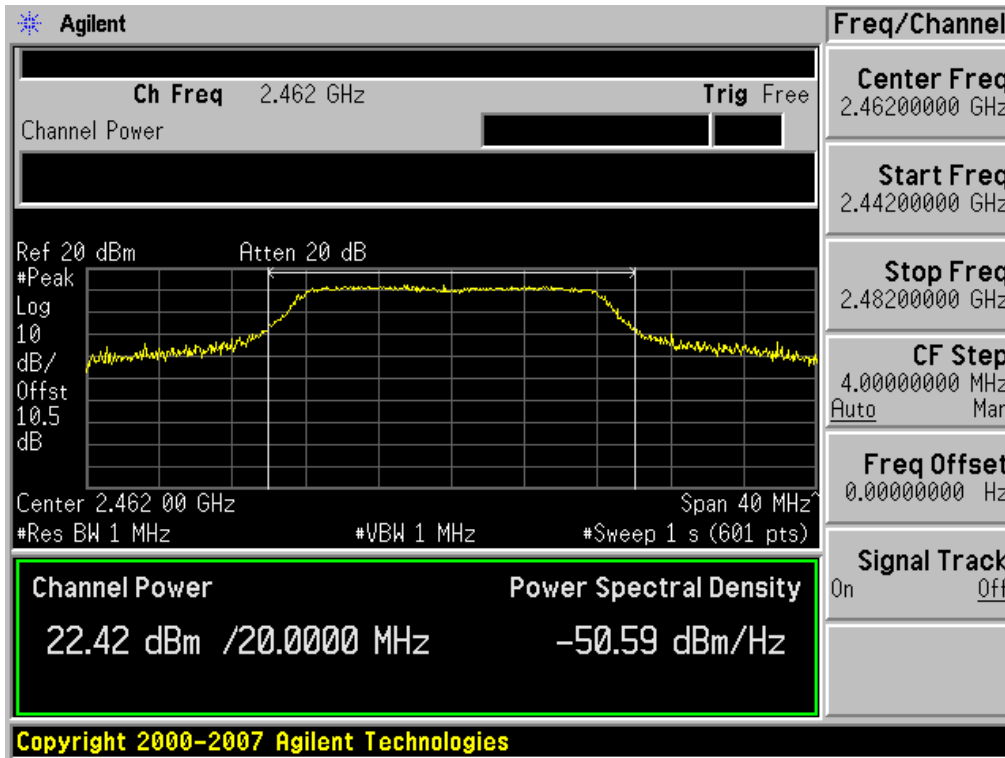 Agilent
Freq/Channel
Ch Freq 2.462 GHz Trig Free
Channel Power
Ref 20 dBm Atten 20 dB
#Peak
Log
10
dB/
Offst
10.5
dB
Center 2.462 00 GHz Span 40 MHz^
#Res BW 1 MHz #VBW 1 MHz #Sweep 1 s (601 pts)
Channel Power Power Spectral Density
22.42 dBm /20.0000 MHz -50.59 dBm/Hz
Center Freq
2.46200000 GHz
Start Freq
2.44200000 GHz
Stop Freq
2.48200000 GHz
CF Step
4.00000000 MHz
Auto Man
Freq Offset
0.00000000 Hz
Signal Track
On Off
Copyright 2000-2007 Agilent Technologies